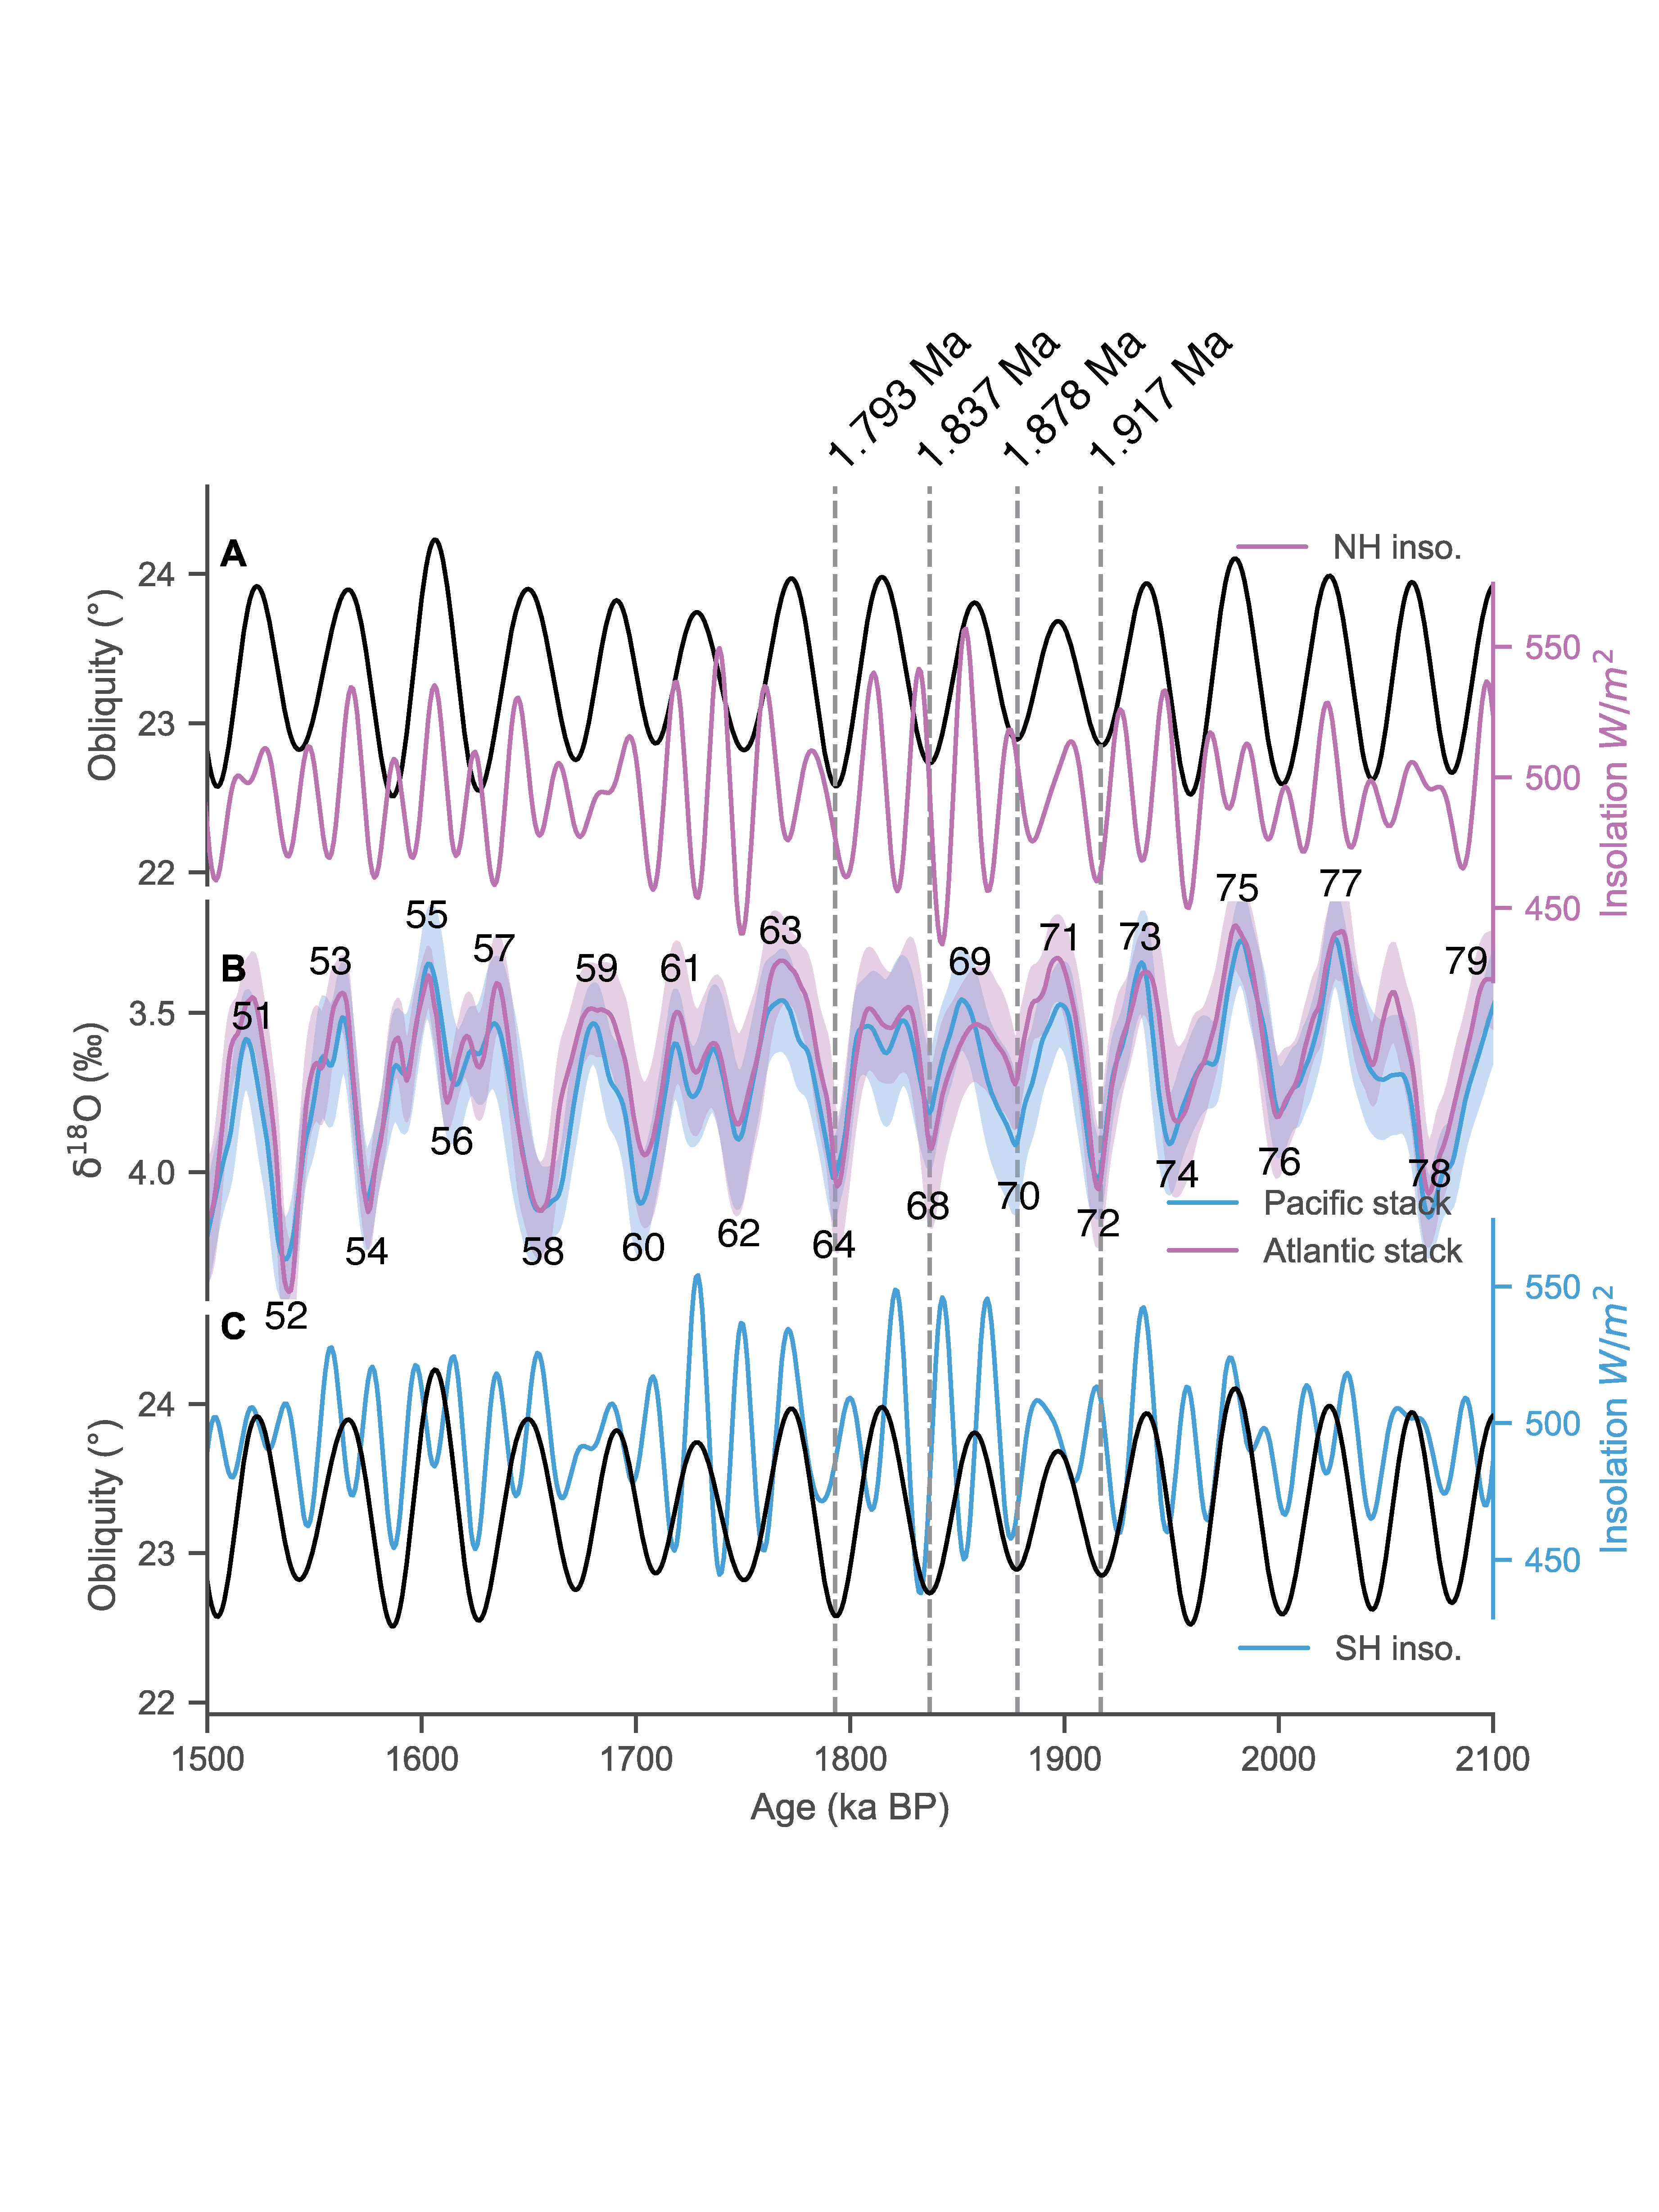 1.793 Ma
1.837 Ma
1.878 Ma
1.917 Ma
A
NH inso.
Obliquity (°)
24
23
22
550
500
450
Insolation W/m²
B
δ¹⁸O (‰)
3.5
4.0
51
52
53
54
55
56
57
58
59
60
61
62
63
64
68
69
70
71
72
73
74
75
76
77
78
79
Pacific stack
Atlantic stack
C
Obliquity (°)
24
23
22
550
500
450
Insolation W/m²
SH inso.
1500 1600 1700 1800 1900 2000 2100
Age (ka BP)